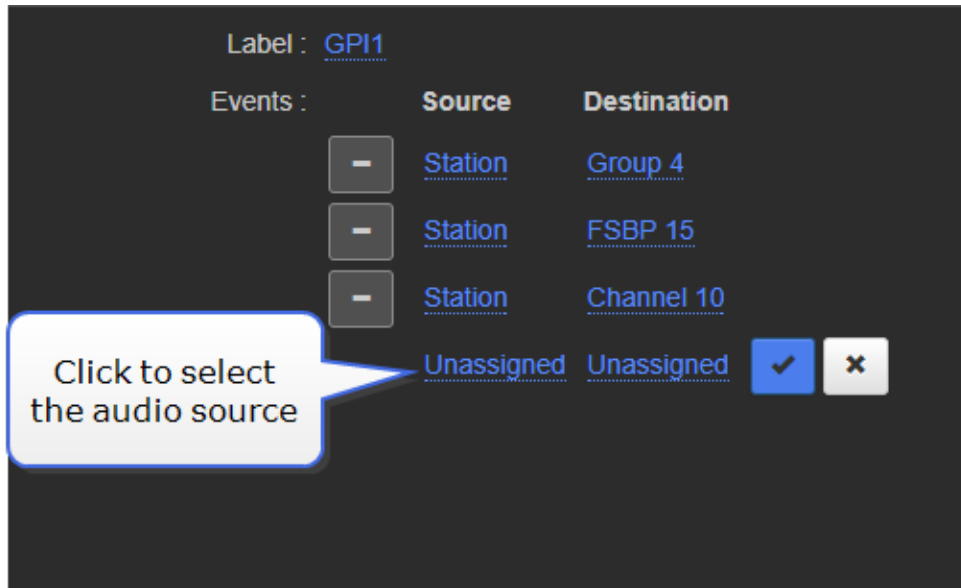 Label : GPI1
Events : Source Destination
Station Group 4
Station FSBP 15
Station Channel 10
Unassigned Unassigned
Click to select
the audio source